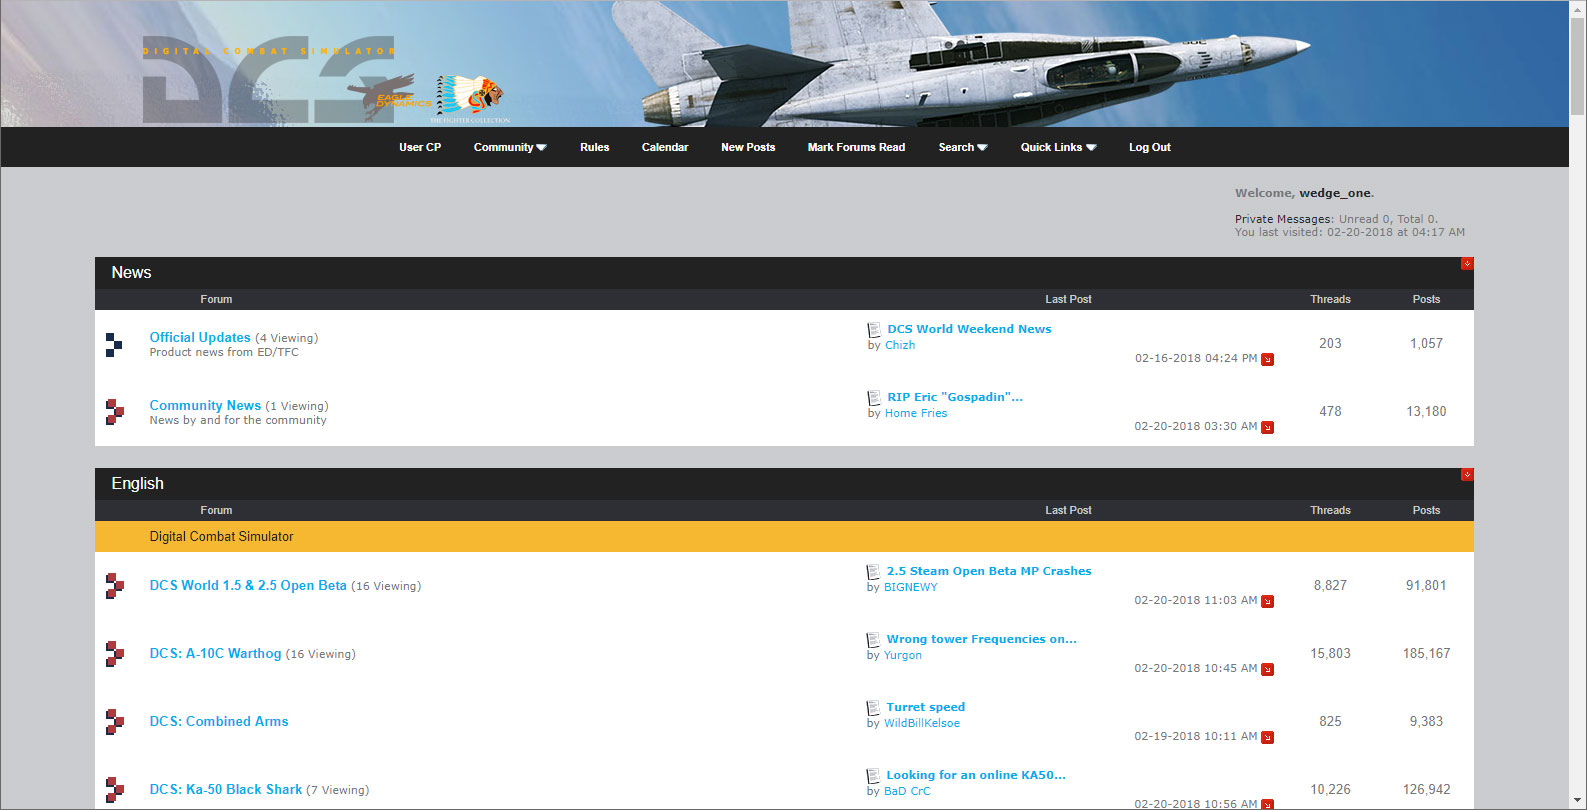 DIGITAL COMBAT SIMULATOR
DCS
EAGLE
DYNAMICS
THE FIGHTER COLLECTION
User CP Community Rules Calendar New Posts Mark Forums Read Search Quick Links Log Out
Welcome, wedge_one.
Private Messages: Unread 0, Total 0.
You last visited: 02-20-2018 at 04:17 AM
News
Forum Last Post Threads Posts
Official Updates (4 Viewing)
Product news from ED/TFC
DCS World Weekend News
by Chizh
02-16-2018 04:24 PM
203 1,057
Community News (1 Viewing)
News by and for the community
RIP Eric "Gospadin"...
by Home Fries
02-20-2018 03:30 AM
478 13,180
English
Forum Last Post Threads Posts
Digital Combat Simulator
DCS World 1.5 & 2.5 Open Beta (16 Viewing)
2.5 Steam Open Beta MP Crashes
by BIGNEWY
02-20-2018 11:03 AM
8,827 91,801
DCS: A-10C Warthog (16 Viewing)
Wrong tower Frequencies on...
by Yurgon
02-20-2018 10:45 AM
15,803 185,167
DCS: Combined Arms
Turret speed
by WildBillKelsoe
02-19-2018 10:11 AM
825 9,383
DCS: Ka-50 Black Shark (7 Viewing)
Looking for an online KA50...
by BaD CrC
02-20-2018 10:56 AM
10,226 126,942